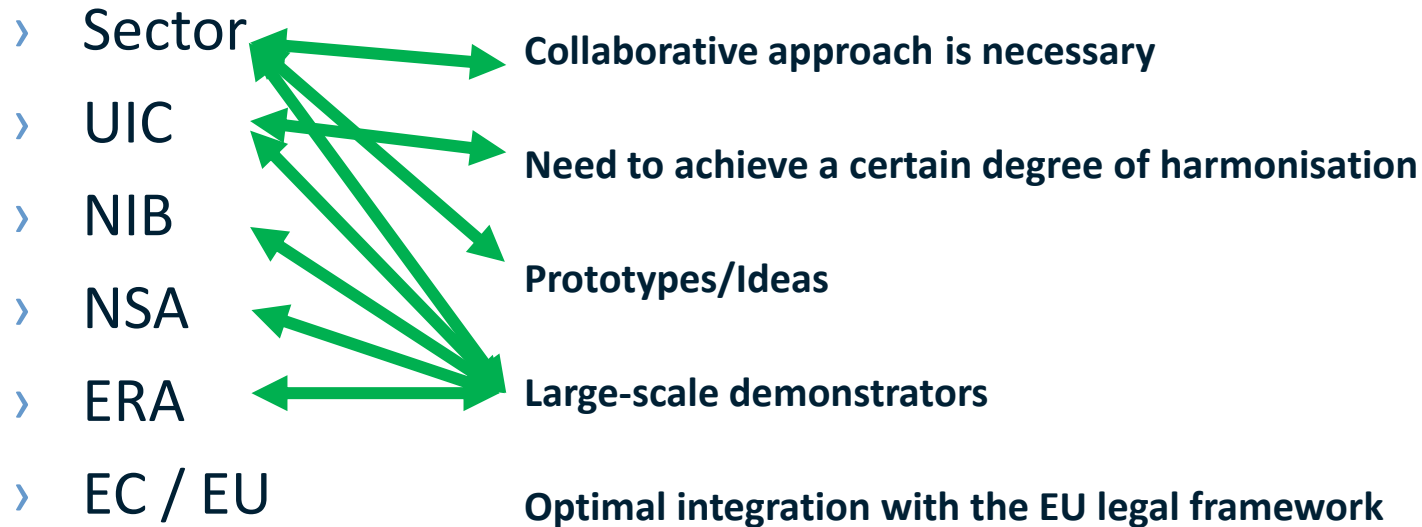 › Sector
› UIC
› NIB
› NSA
› ERA
› EC / EU
Collaborative approach is necessary
Need to achieve a certain degree of harmonisation
Prototypes/Ideas
Large-scale demonstrators
Optimal integration with the EU legal framework